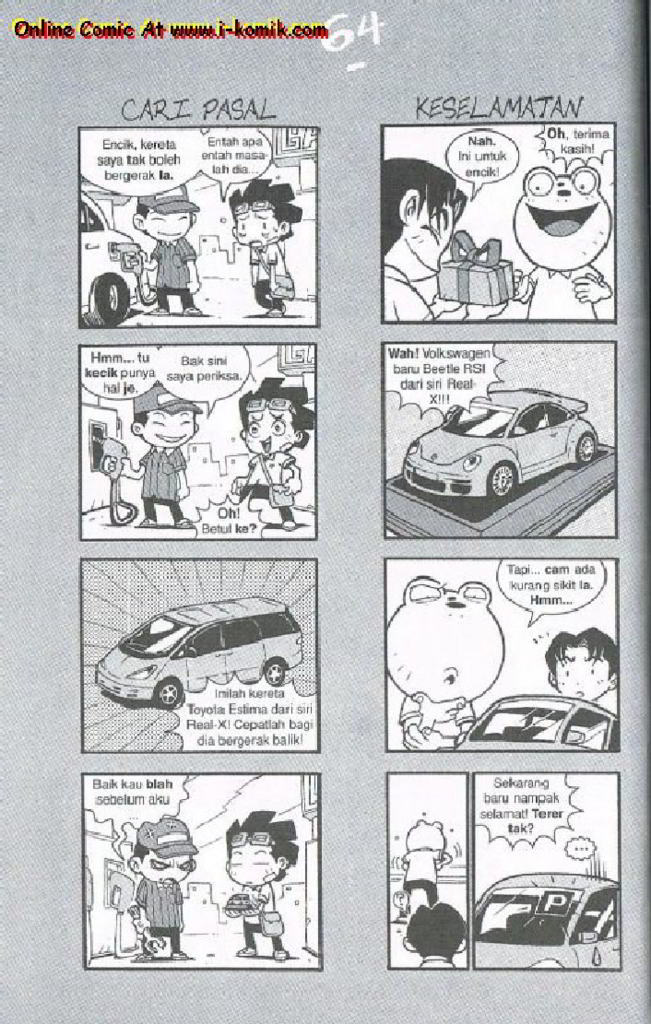 Online Comic At www.i-komik.com
64
CARI PASAL
Encik, kereta
saya tak boleh
bergerak la.
Entah apa
entah masa-
lah dia...
Hmm... tu
kecik punya
hal je.
Bak sini
saya periksa.
Oh!
Betul ke?
Inilah kereta
Toyota Estima dari siri
Real-X! Cepatlah bagi
dia bergerak balik!
Baik kau blah
sebelum aku
KESELAMATAN
Nah.
Ini untuk
encik!
Oh, terima
kasih!
Wah! Volkswagen
baru Beetle RSI
dari siri Real-
X!!!
Tapi... cam ada
kurang sikit la.
Hmm...
Sekarang
baru nampak
selamat! Terer
tak?
...
P